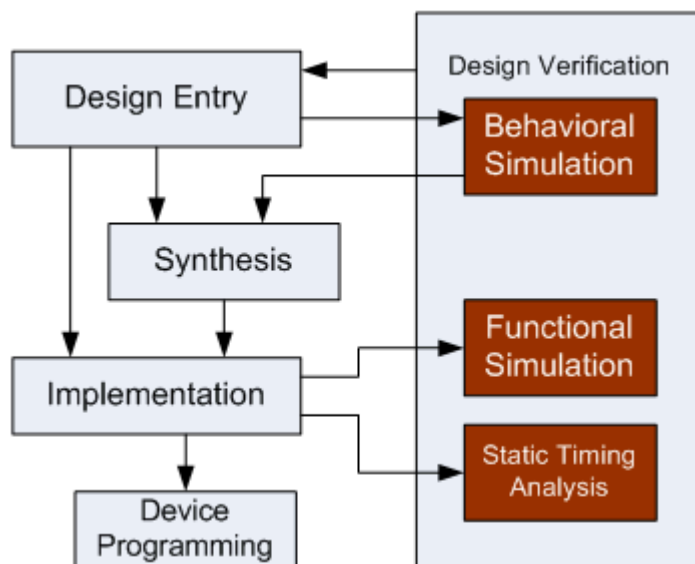 Design Verification
Design Entry
Behavioral
Simulation
Synthesis
Functional
Simulation
Implementation
Static Timing
Analysis
Device
Programming